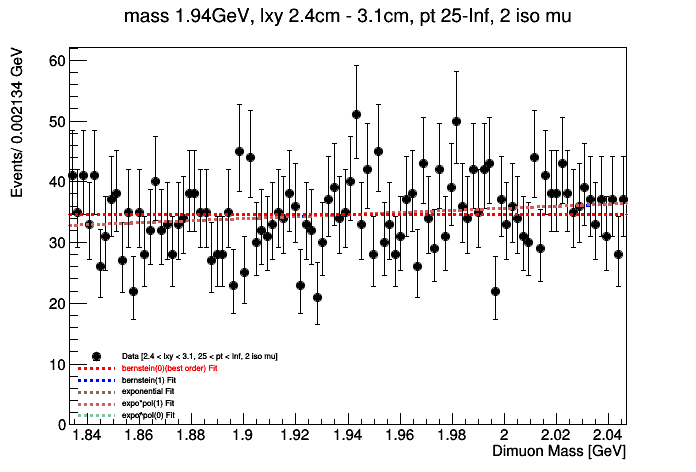 mass 1.94GeV, lxy 2.4cm - 3.1cm, pt 25-Inf, 2 iso mu
Events/ 0.002134 GeV
60
50
40
30
20
10
0
Data [2.4 < lxy < 3.1, 25 < pt < Inf, 2 iso mu]
bernstein(0)(best order) Fit
bernstein(1) Fit
exponential Fit
expo*pol(1) Fit
expo*pol(0) Fit
1.84 1.86 1.88 1.9 1.92 1.94 1.96 1.98 2 2.02 2.04
Dimuon Mass [GeV]